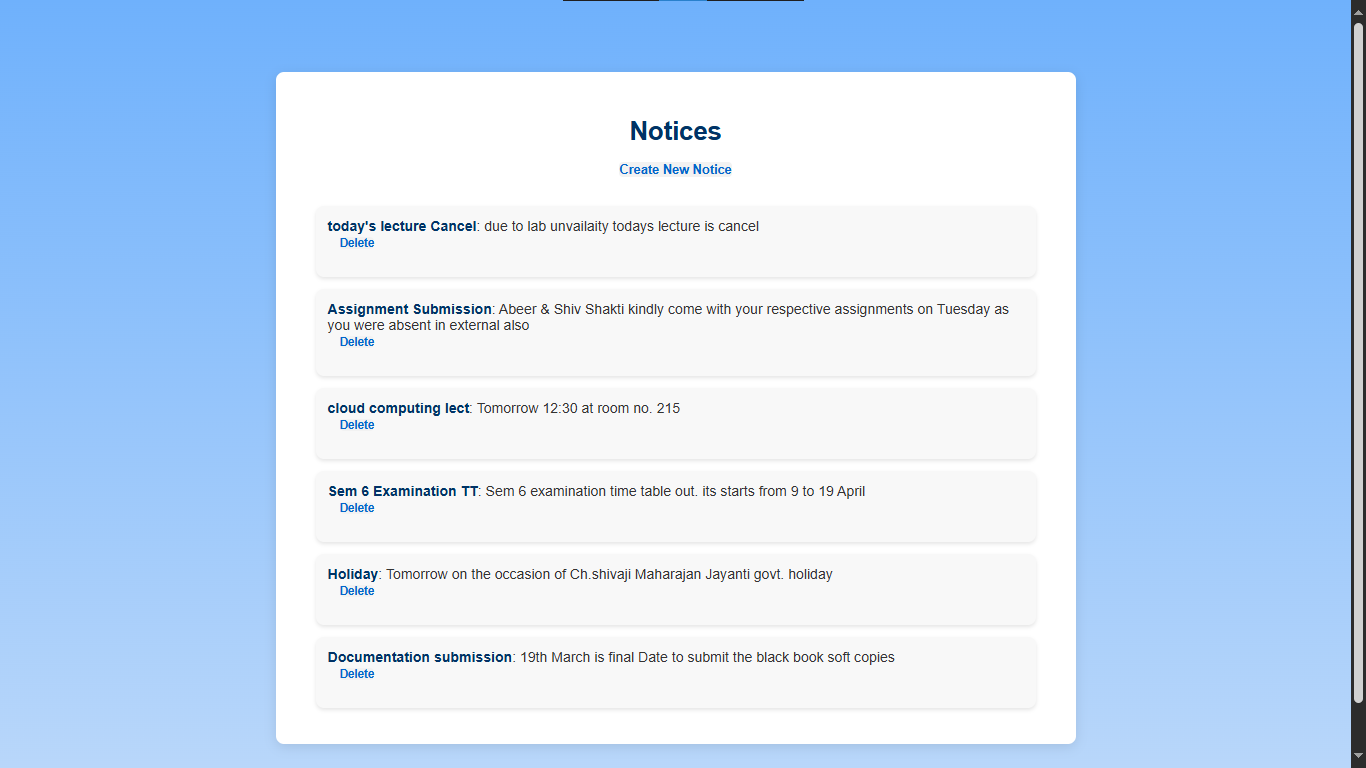 Notices
Create New Notice
today's lecture Cancel: due to lab unvailaity todays lecture is cancel
Delete
Assignment Submission: Abeer & Shiv Shakti kindly come with your respective assignments on Tuesday as
you were absent in external also
Delete
cloud computing lect: Tomorrow 12:30 at room no. 215
Delete
Sem 6 Examination TT: Sem 6 examination time table out. its starts from 9 to 19 April
Delete
Holiday: Tomorrow on the occasion of Ch.shivaji Maharajan Jayanti govt. holiday
Delete
Documentation submission: 19th March is final Date to submit the black book soft copies
Delete